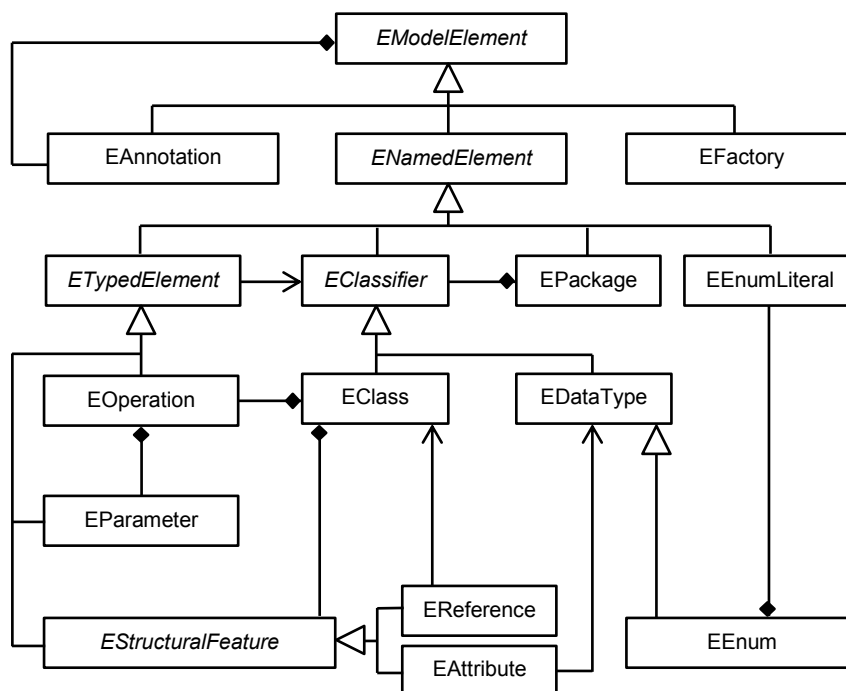 EModelElement
EAnnotation
ENamedElement
EFactory
ETypedElement
EClassifier
EPackage
EEnumLiteral
EOperation
EClass
EDataType
EParameter
EReference
EStructuralFeature
EAttribute
EEnum